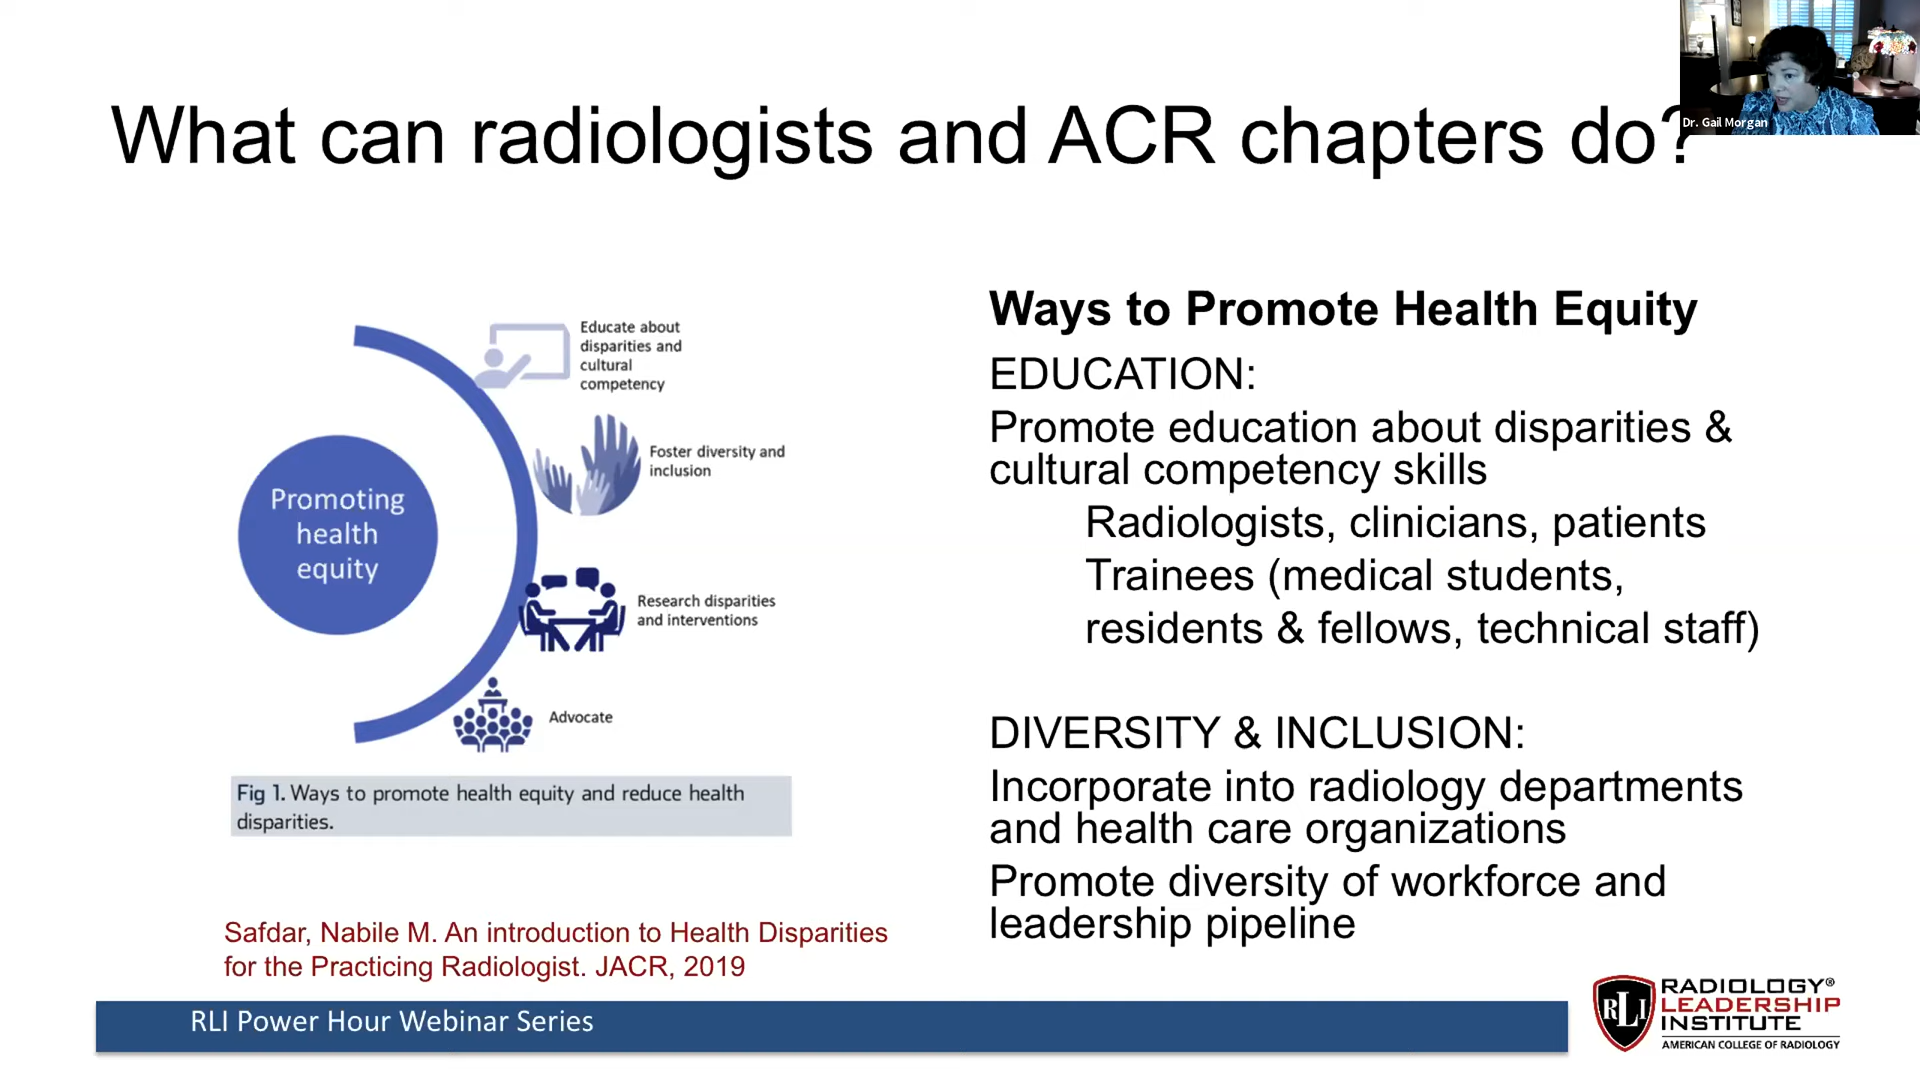 What can radiologists and ACR chapters do?
Dr. Gail Morgan
Promoting
health
equity
Educate about
disparities and
cultural
competency
Foster diversity and
inclusion
Research disparities
and interventions
Advocate
Fig 1. Ways to promote health equity and reduce health
disparities.
Safdar, Nabile M. An introduction to Health Disparities
for the Practicing Radiologist. JACR, 2019
Ways to Promote Health Equity
EDUCATION:
Promote education about disparities &
cultural competency skills
Radiologists, clinicians, patients
Trainees (medical students,
residents & fellows, technical staff)
DIVERSITY & INCLUSION:
Incorporate into radiology departments
and health care organizations
Promote diversity of workforce and
leadership pipeline
RLI Power Hour Webinar Series
RLI
RADIOLOGY®
LEADERSHIP
INSTITUTE
AMERICAN COLLEGE OF RADIOLOGY